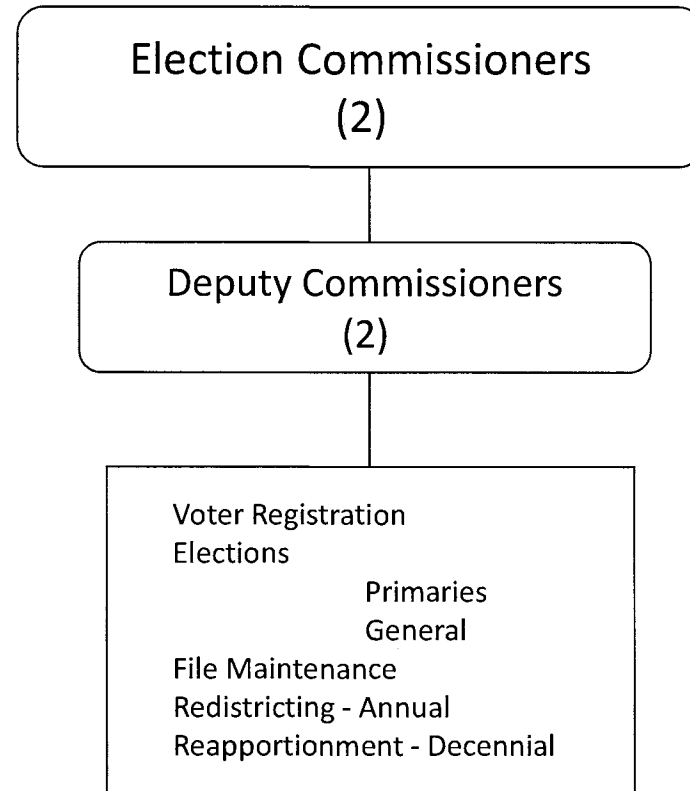 Election Commissioners
(2)
Deputy Commissioners
(2)
Voter Registration
Elections
Primaries
General
File Maintenance
Redistricting - Annual
Reapportionment - Decennial